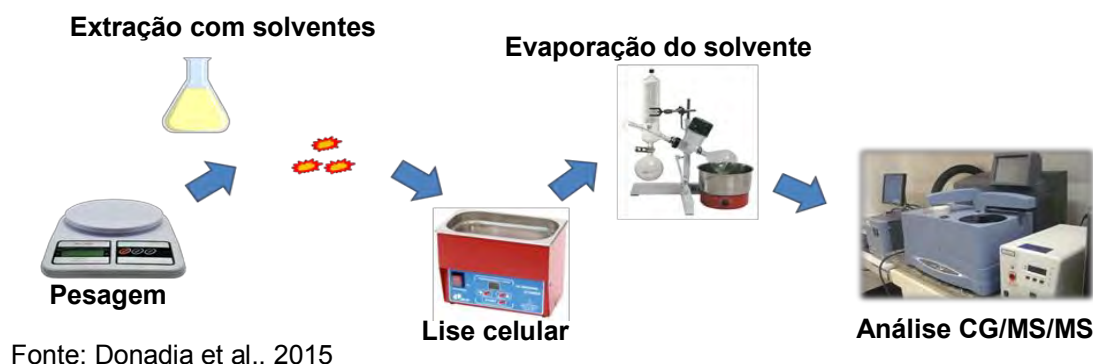 Extração com solventes
Evaporação do solvente
Pesagem
Lise celular
Análise CG/MS/MS
Fonte: Donadia et al., 2015